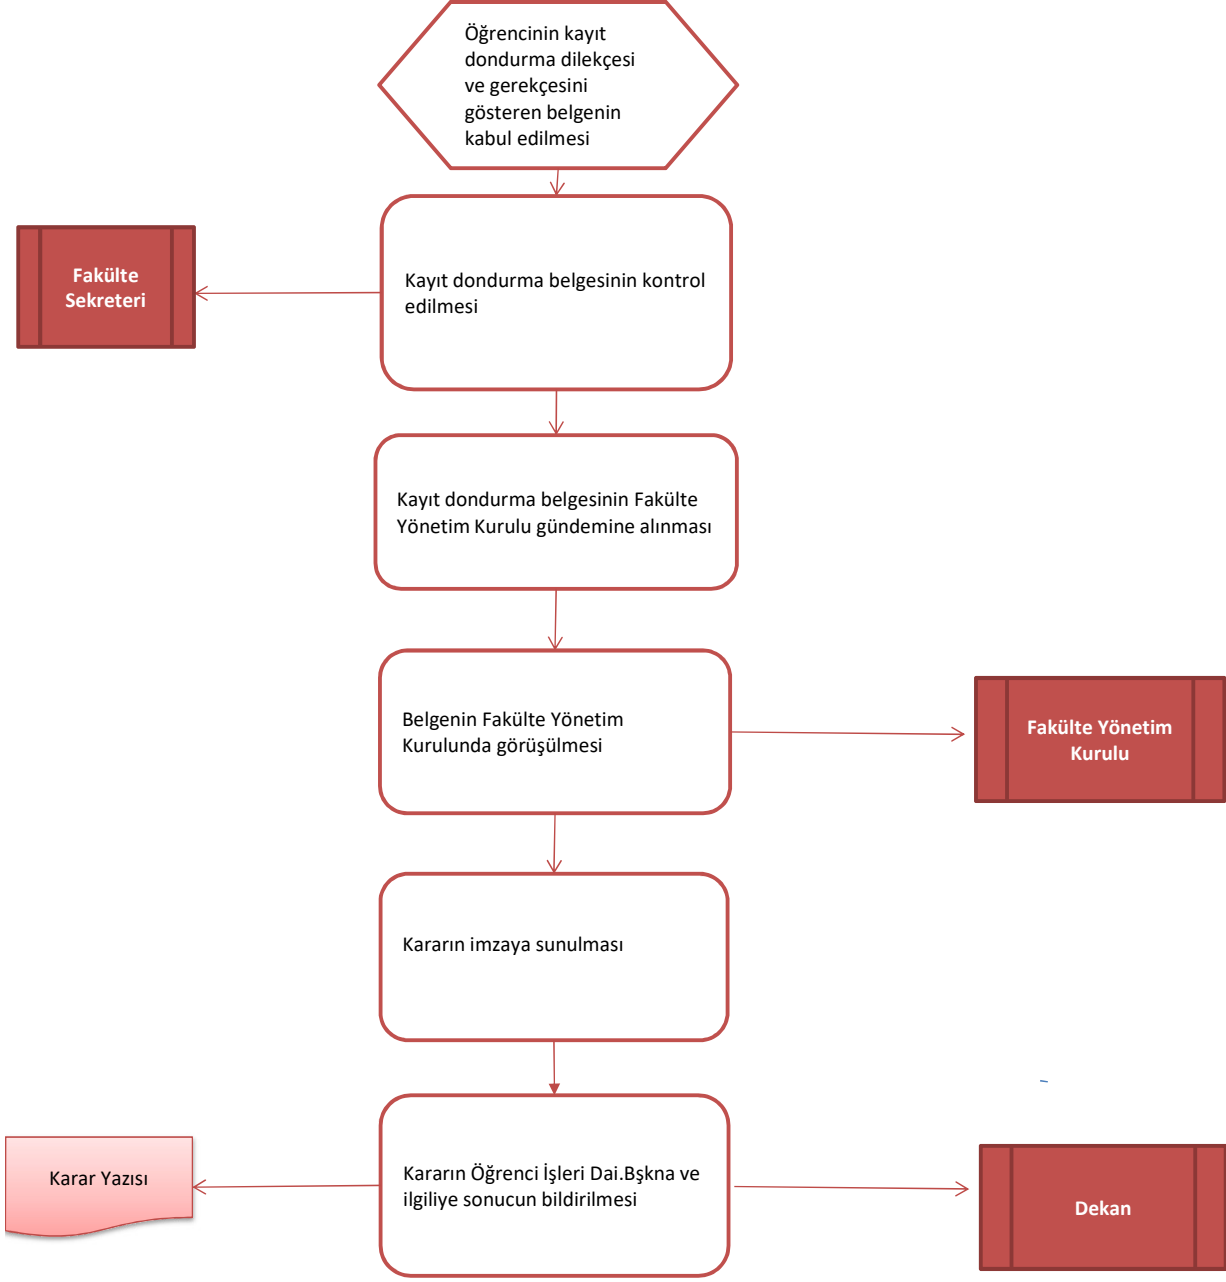 Öğrencinin kayıt
dondurma dilekçesi
ve gerekçesini
gösteren belgenin
kabul edilmesi
Fakülte
Sekreteri
Kayıt dondurma belgesinin kontrol
edilmesi
Kayıt dondurma belgesinin Fakülte
Yönetim Kurulu gündemine alınması
Belgenin Fakülte Yönetim
Kurulunda görüşülmesi
Fakülte Yönetim
Kurulu
Kararın imzaya sunulması
Karar Yazısı
Kararın Öğrenci İşleri Dai.Bşkna ve
ilgiliye sonucun bildirilmesi
Dekan